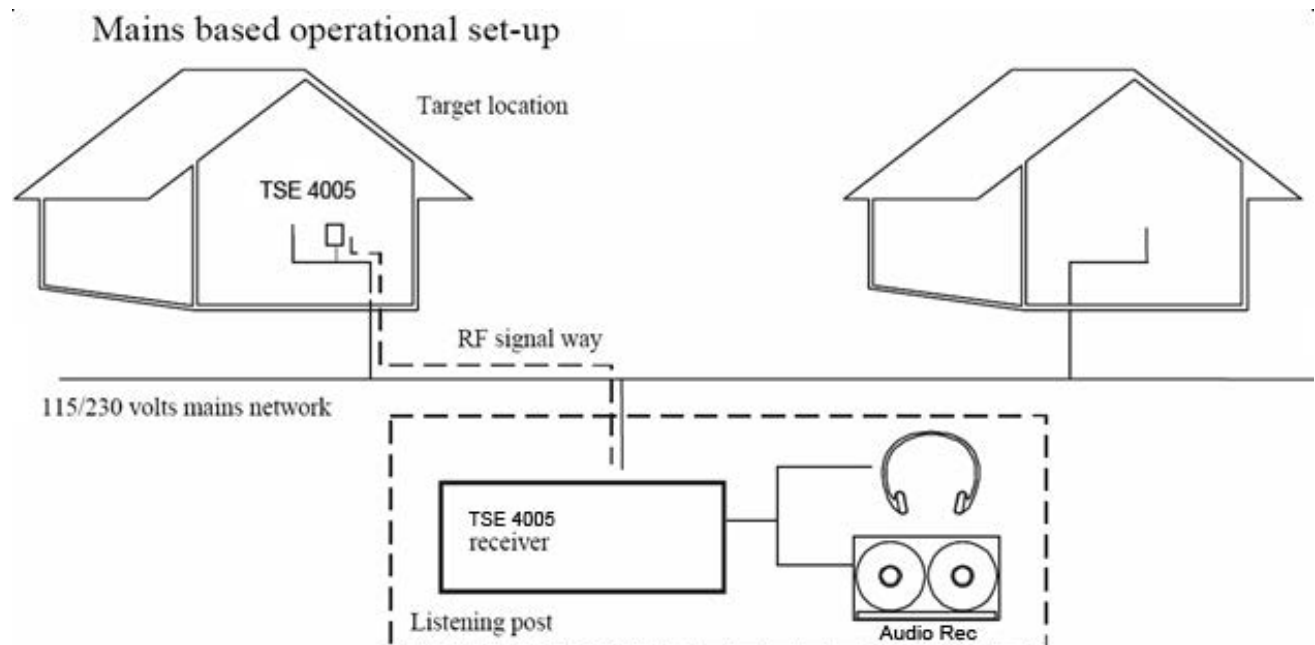 Mains based operational set-up
Target location
TSE 4005
RF signal way
115/230 volts mains network
TSE 4005
receiver
Listening post
Audio Rec